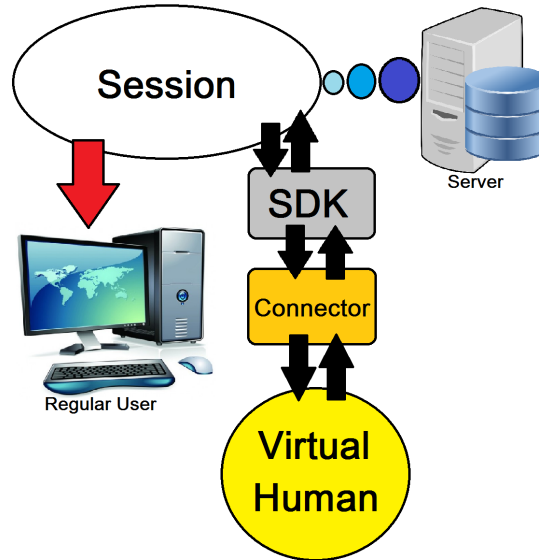 Session
Server
SDK
Connector
Regular User
Virtual
Human